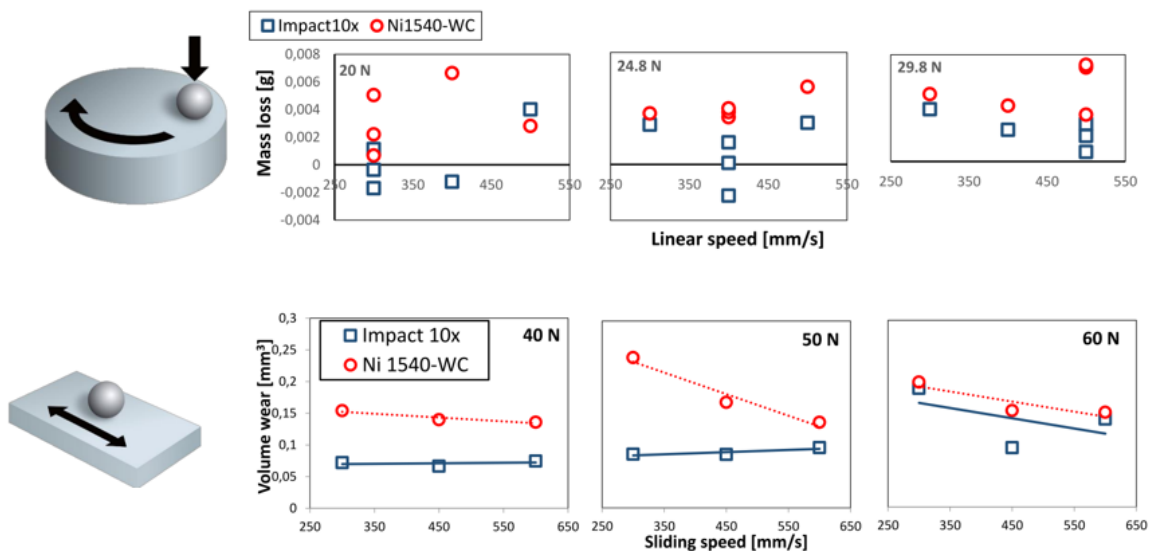 Impact10x Ni1540-WC
Mass loss [g]
0,008
0,006
0,004
0,002
0
-0,002
-0,004
20 N
250 350 450 550
24.8 N
250 350 450 550
29.8 N
250 350 450 550
Linear speed [mm/s]
Volume wear [mm³]
0,3
0,25
0,2
0,15
0,1
0,05
0
Impact 10x
Ni 1540-WC
40 N
250 350 450 550 650
50 N
250 350 450 550 650
60 N
250 350 450 550 650
Sliding speed [mm/s]